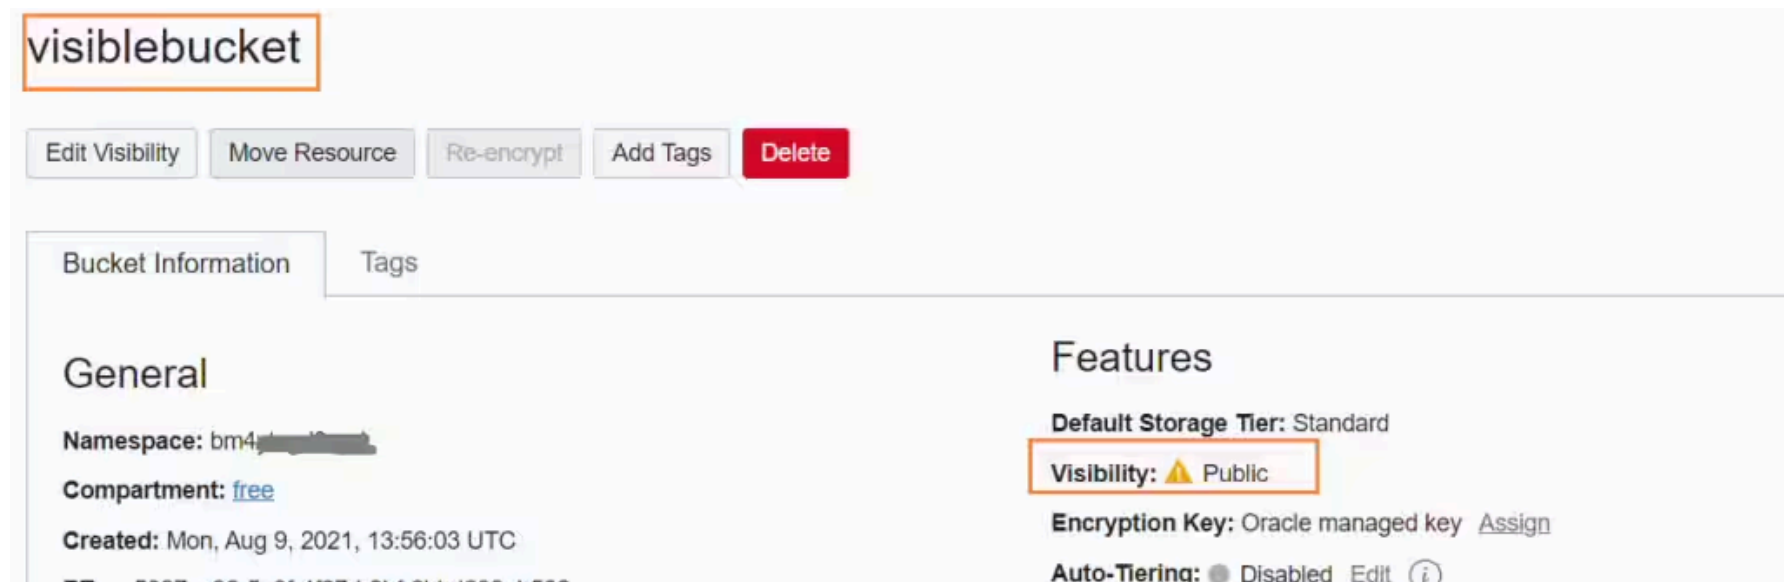 visiblebucket
Edit Visibility Move Resource Re-encrypt Add Tags Delete
Bucket Information Tags
General
Namespace: bm4
Compartment: free
Created: Mon, Aug 9, 2021, 13:56:03 UTC
Features
Default Storage Tier: Standard
Visibility: Public
Encryption Key: Oracle managed key Assign
Auto-Tiering: Disabled Edit